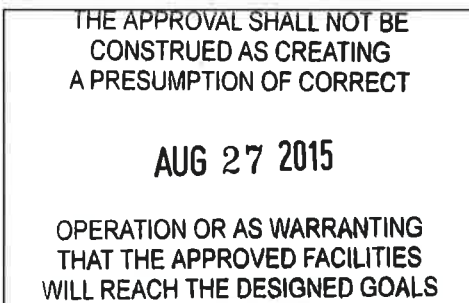 THE APPROVAL SHALL NOT BE
CONSTRUED AS CREATING
A PRESUMPTION OF CORRECT
AUG 27 2015
OPERATION OR AS WARRANTING
THAT THE APPROVED FACILITIES
WILL REACH THE DESIGNED GOALS